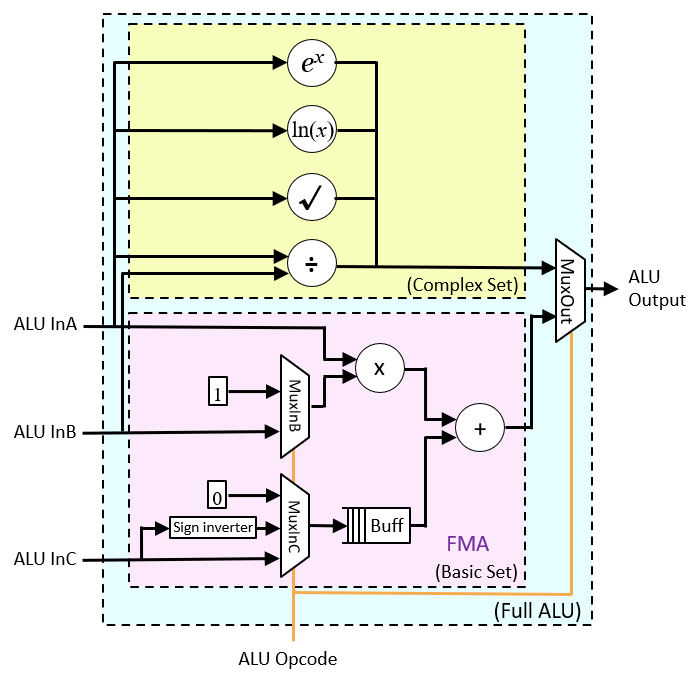 eˣ
ln(x)
√
÷
(Complex Set)
MuxOut
ALU
Output
ALU InA
x
1
MuxInB
ALU InB
+
0
MuxInC
Sign inverter
Buff
ALU InC
FMA
(Basic Set)
(Full ALU)
ALU Opcode